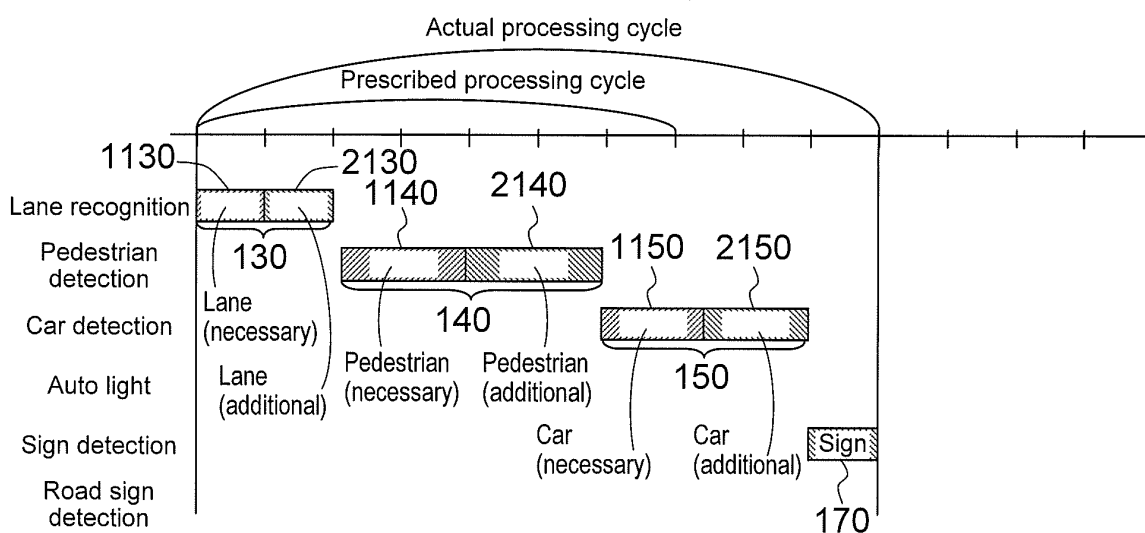 Actual processing cycle
Prescribed processing cycle
1130
2130
1140
2140
Lane recognition
130
Pedestrian
detection
1150
2150
Lane
(necessary)
140
Car detection
Pedestrian
(necessary)
Pedestrian
(additional)
150
Lane
(additional)
Auto light
Car
(necessary)
Car
(additional)
Sign detection
Sign
Road sign
detection
170